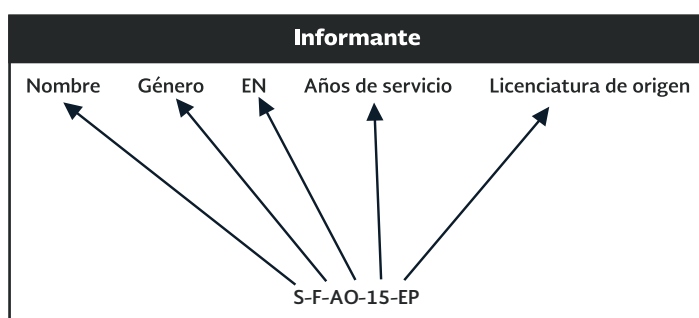 Informante
Nombre Género EN Años de servicio Licenciatura de origen
S-F-AO-15-EP